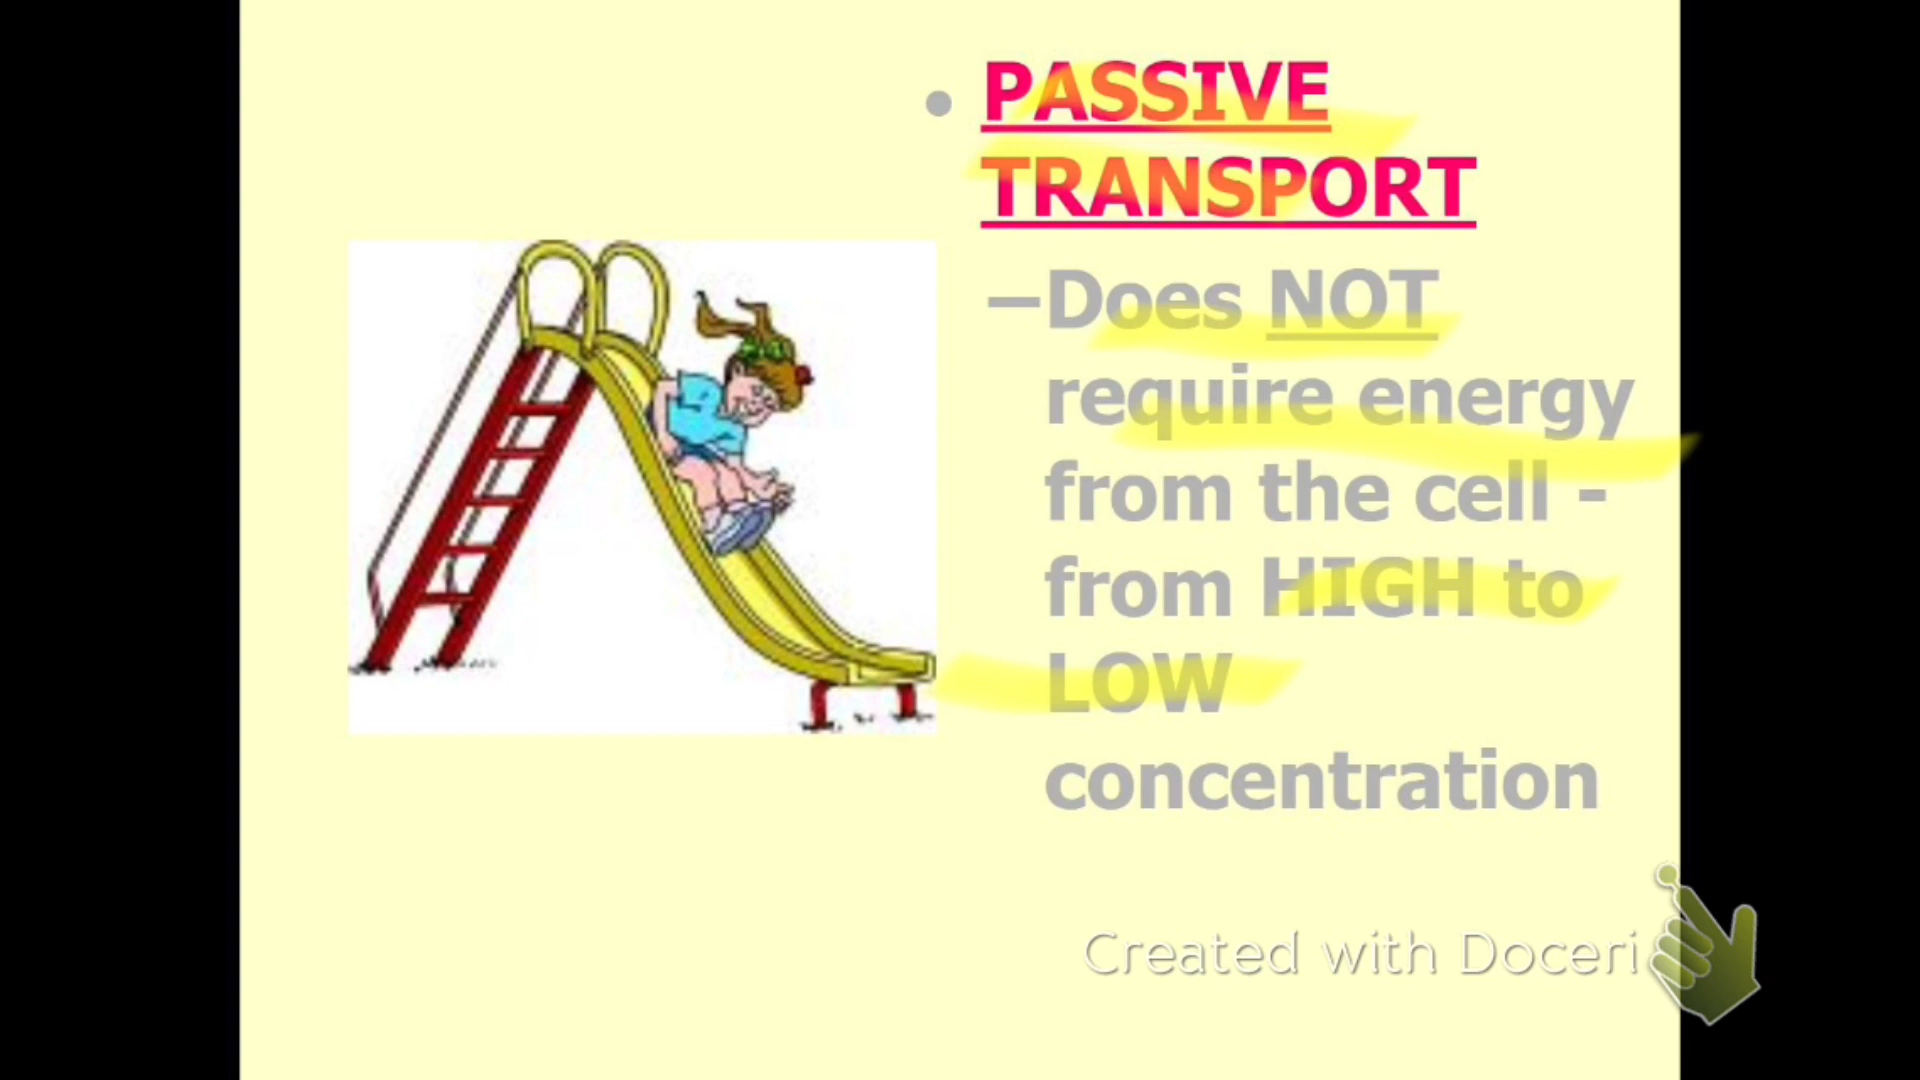 • PASSIVE
TRANSPORT
–Does NOT
require energy
from the cell -
from HIGH to
LOW
concentration
Created with Doceri